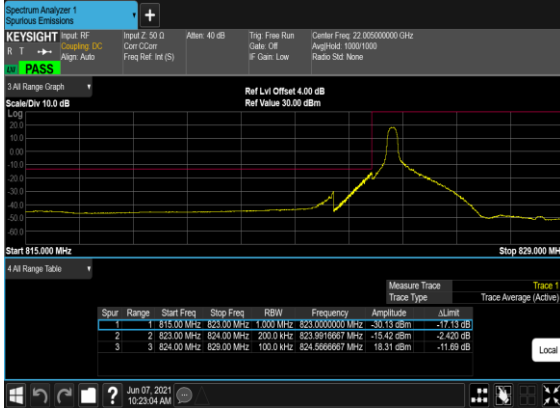 Spectrum Analyzer 1
Spurious Emissions
+
KEYSIGHT
R T
PASS
Input: RF
Coupling: DC
Align: Auto
Input Z: 50 Ω
Corr CCorr
Freq Ref: Int (S)
Atten: 40 dB
Trig: Free Run
Gate: Off
IF Gain: Low
Center Freq: 22.005000000 GHz
Avg|Hold: 1000/1000
Radio Std: None
3 All Range Graph
Scale/Div 10.0 dB
Ref Lvl Offset 4.00 dB
Ref Value 30.00 dBm
Log
20.0
10.0
0.00
-10.0
-20.0
-30.0
-40.0
-50.0
-60.0
Start 815.000 MHz
Stop 829.000 MH
4 All Range Table
Measure Trace Trace 1
Trace Type Trace Average (Active)
Spur Range Start Freq Stop Freq RBW Frequency Amplitude ΔLimit
1 1 815.00 MHz 823.00 MHz 1.000 MHz 823.0000000 MHz -30.13 dBm -17.13 dB
2 2 823.00 MHz 824.00 MHz 200.0 kHz 823.9916667 MHz -15.42 dBm -2.420 dB
3 3 824.00 MHz 829.00 MHz 100.0 kHz 824.5666667 MHz 18.31 dBm -11.69 dB
Local
?
Jun 07, 2021
10:23:04 AM